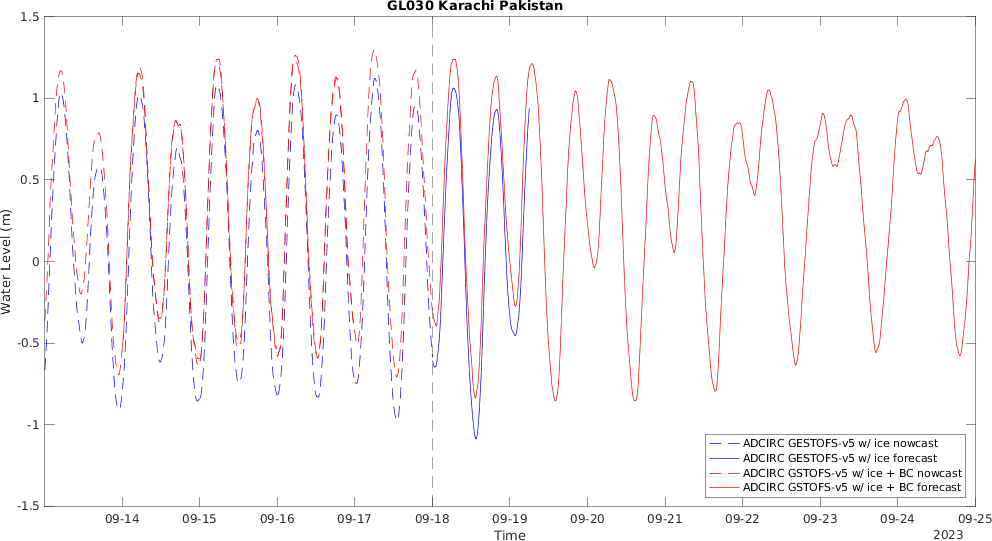 GL030 Karachi Pakistan
1.5
1
0.5
0
-0.5
-1
-1.5
Water Level (m)
09-14
09-15
09-16
09-17
09-18
09-19
09-20
09-21
09-22
09-23
09-24
09-25
Time
2023
ADCIRC GESTOFS-v5 w/ ice nowcast
ADCIRC GESTOFS-v5 w/ ice forecast
ADCIRC GSTOFS-v5 w/ ice + BC nowcast
ADCIRC GSTOFS-v5 w/ ice + BC forecast